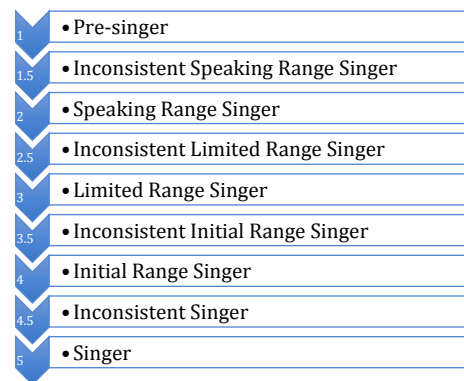 1 • Pre-singer
1.5 • Inconsistent Speaking Range Singer
2 • Speaking Range Singer
2.5 • Inconsistent Limited Range Singer
3 • Limited Range Singer
3.5 • Inconsistent Initial Range Singer
4 • Initial Range Singer
4.5 • Inconsistent Singer
5 • Singer